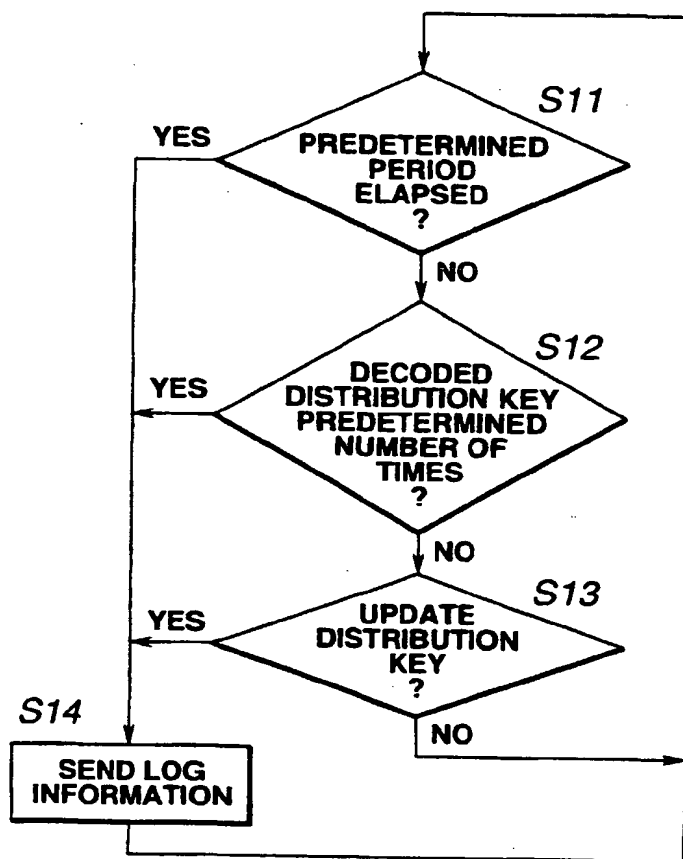 S11
YES
PREDETERMINED
PERIOD
ELAPSED
?
NO
S12
YES
DECODED
DISTRIBUTION KEY
PREDETERMINED
NUMBER OF
TIMES
?
NO
S13
YES
UPDATE
DISTRIBUTION
KEY
?
NO
S14
SEND LOG
INFORMATION